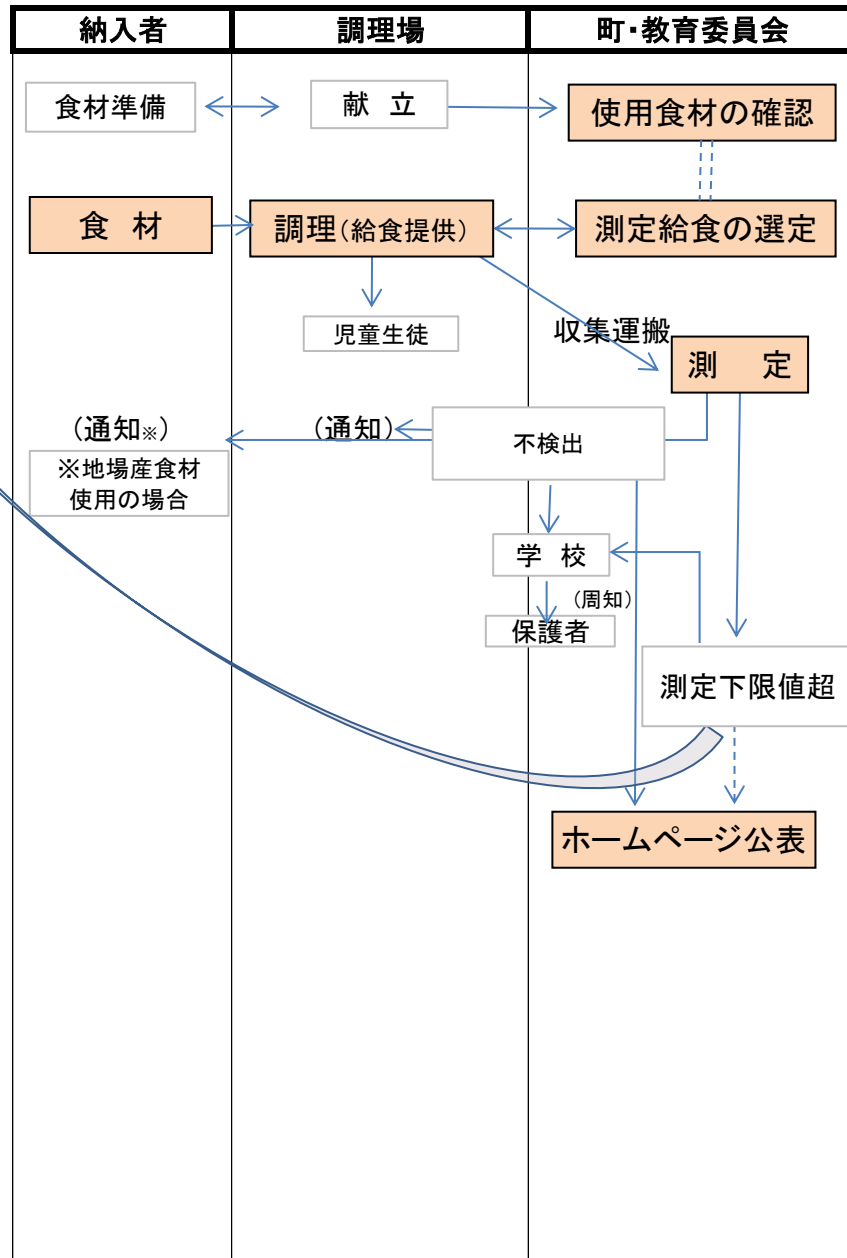 納入者
調理場
町・教育委員会
食材準備
献 立
使用食材の確認
食 材
調理(給食提供)
測定給食の選定
児童生徒
収集運搬
測 定
(通知※)
(通知)
不検出
※地場産食材
使用の場合
学 校
(周知)
保護者
測定下限値超
ホームページ公表